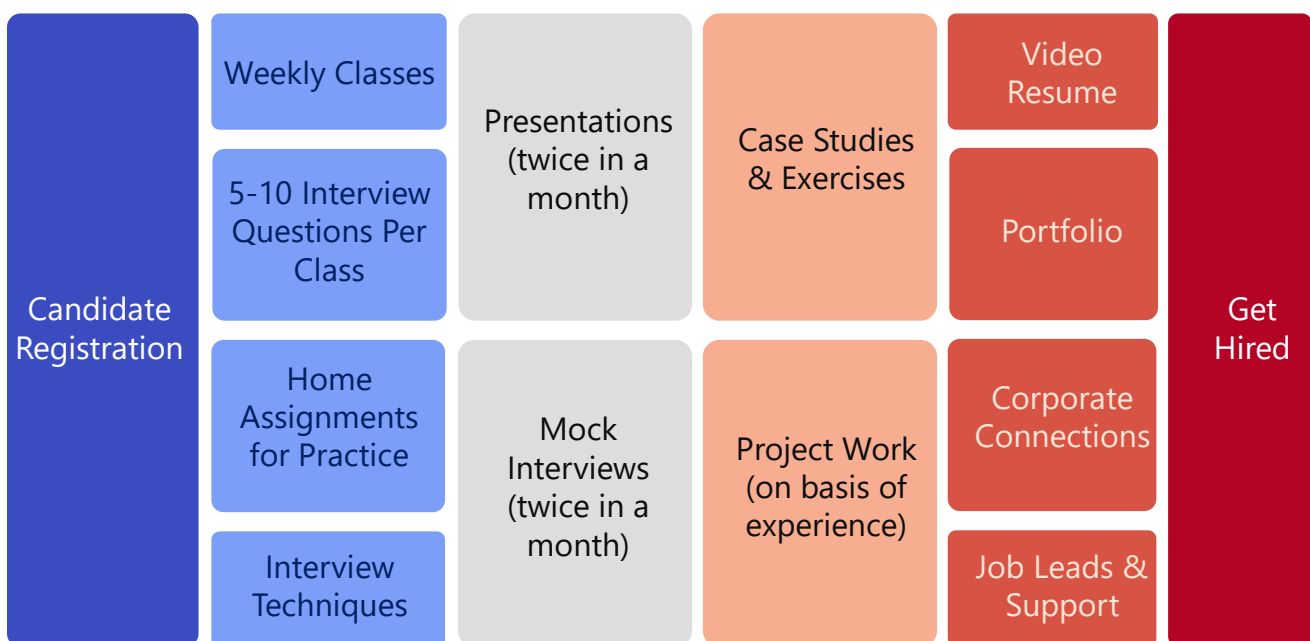 Candidate
Registration
Weekly Classes
5-10 Interview
Questions Per
Class
Home
Assignments
for Practice
Interview
Techniques
Presentations
(twice in a
month)
Mock
Interviews
(twice in a
month)
Case Studies
& Exercises
Project Work
(on basis of
experience)
Video
Resume
Portfolio
Corporate
Connections
Job Leads &
Support
Get
Hired